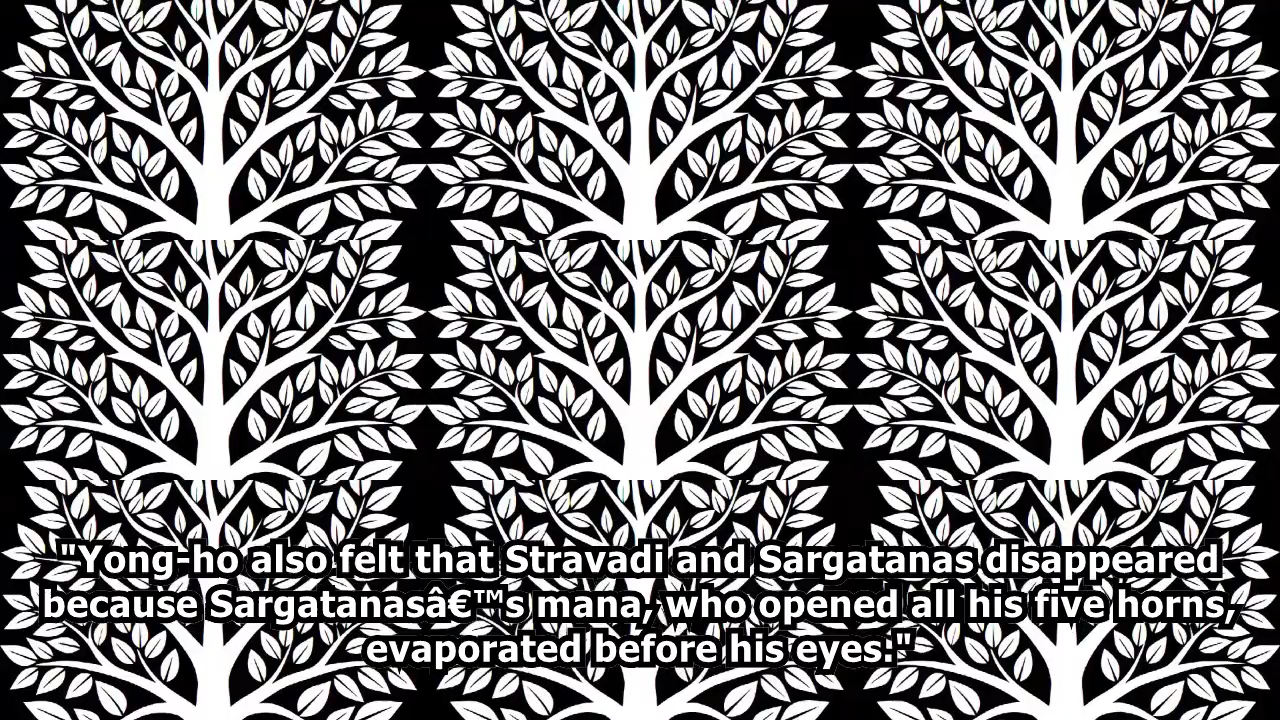 "Yong-ho also felt that Stravadi and Sargatanas disappeared
because Sargatanasâ€™s mana, who opened all his five horns,
evaporated before his eyes."